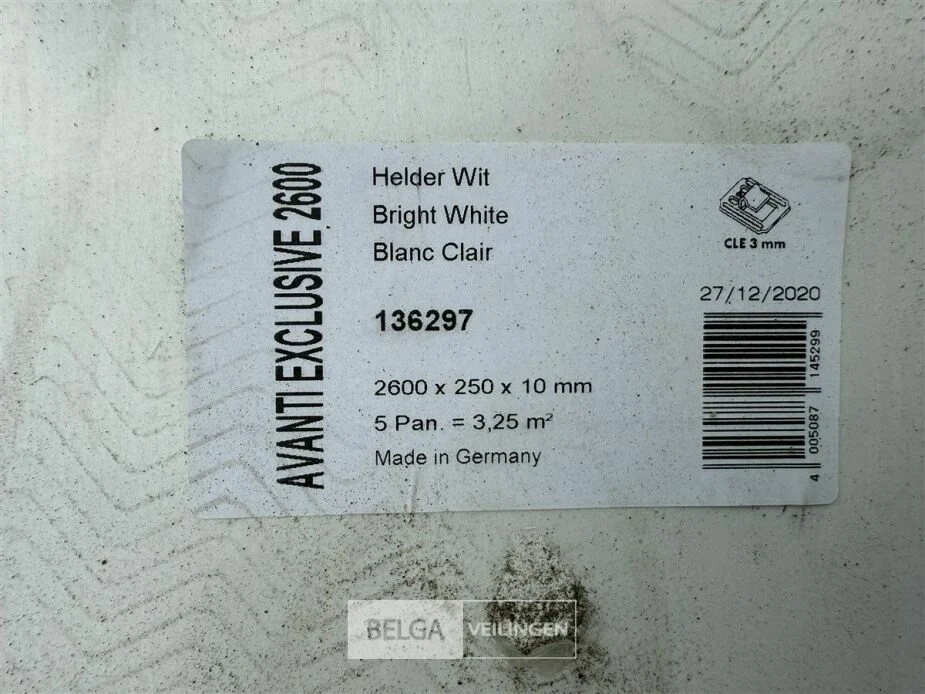 AVANTI EXCLUSIVE 2600
Helder Wit
Bright White
Blanc Clair
136297
2600 x 250 x 10 mm
5 Pan. = 3,25 m²
Made in Germany
CLE 3 mm
27/12/2020
4 005087 145299
BELGA VEILINGEN